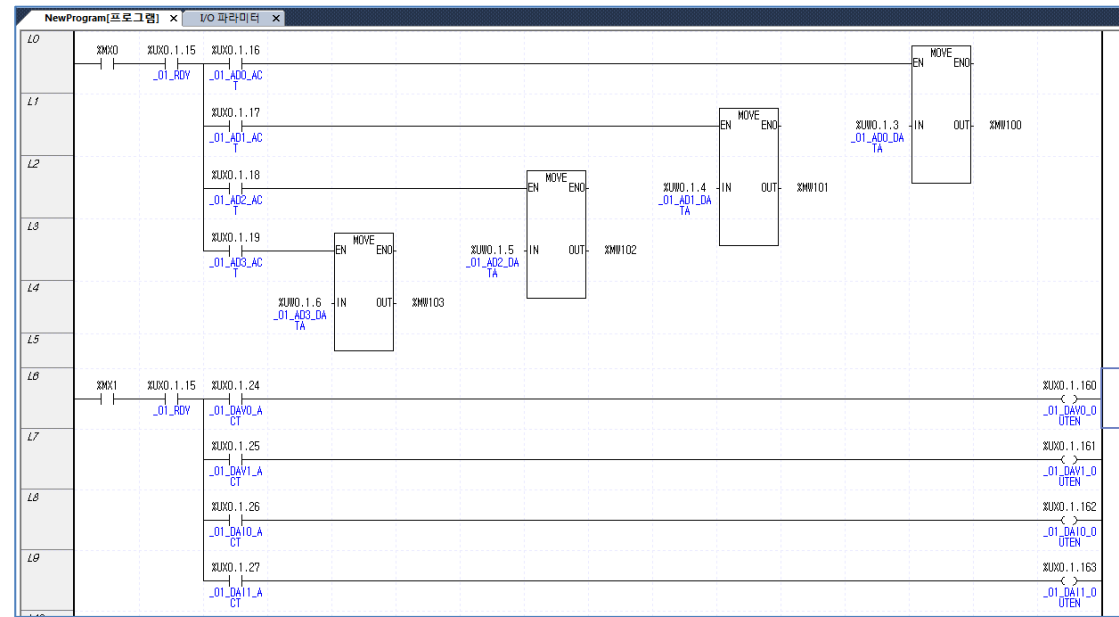 NewProgram[프로그램] × I/O 파라미터 ×
L0
%MX0 %UX0.1.15 %UX0.1.16
_01_RDY _01_AD0_AC
T
MOVE
EN ENO
L1
%UX0.1.17
_01_AD1_AC
T
MOVE
EN ENO
%UW0.1.3 IN OUT %MW100
_01_AD0_DA
TA
L2
%UX0.1.18
_01_AD2_AC
T
MOVE
EN ENO
%UW0.1.4 IN OUT %MW101
_01_AD1_DA
TA
L3
%UX0.1.19
_01_AD3_AC
T
MOVE
EN ENO
%UW0.1.5 IN OUT %MW102
_01_AD2_DA
TA
L4
%UW0.1.6 IN OUT %MW103
_01_AD3_DA
TA
L5
L6
%MX1 %UX0.1.15 %UX0.1.24 %UX0.1.160
_01_RDY _01_DAV0_A _01_DAV0_O
CT UTEN
L7
%UX0.1.25 %UX0.1.161
_01_DAV1_A _01_DAV1_O
CT UTEN
L8
%UX0.1.26 %UX0.1.162
_01_DAI0_A _01_DAI0_O
CT UTEN
L9
%UX0.1.27 %UX0.1.163
_01_DAI1_A _01_DAI1_O
CT UTEN